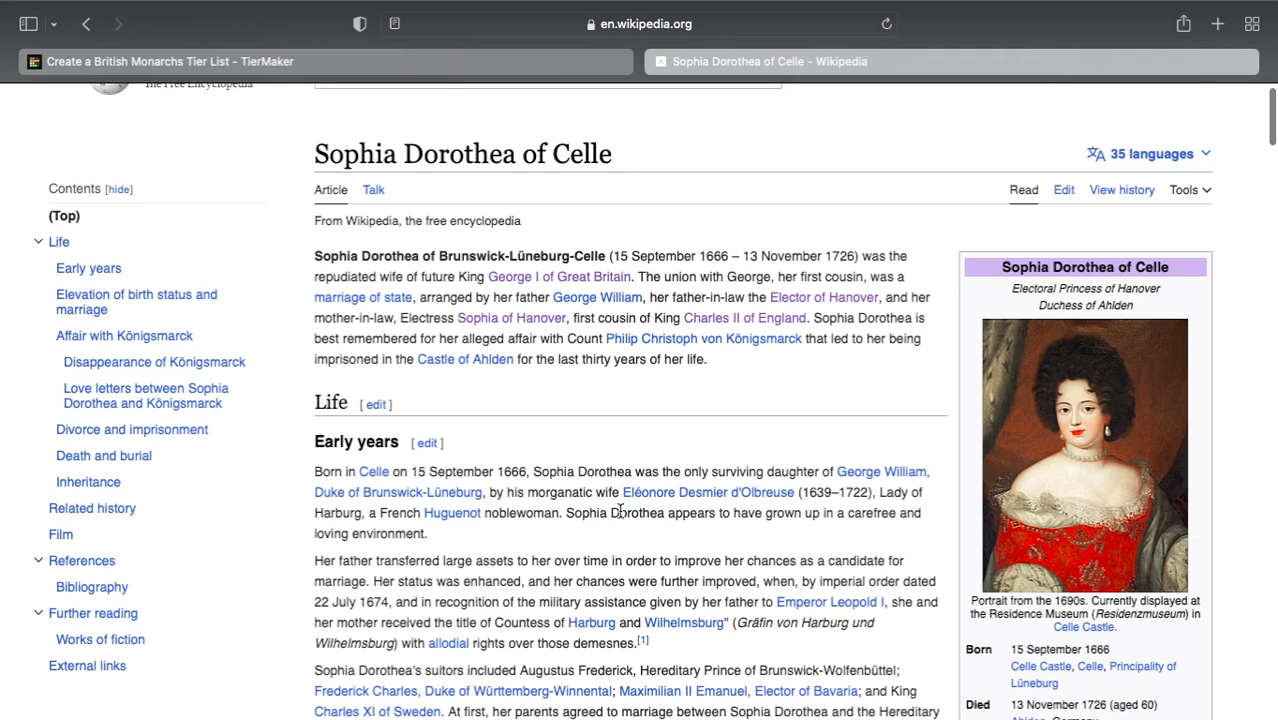 en.wikipedia.org
Create a British Monarchs Tier List - TierMaker
Sophia Dorothea of Celle - Wikipedia
The Free Encyclopedia
Sophia Dorothea of Celle
35 languages
Contents [hide]
(Top)
Life
Early years
Elevation of birth status and
marriage
Affair with Königsmarck
Disappearance of Königsmarck
Love letters between Sophia
Dorothea and Königsmarck
Divorce and imprisonment
Death and burial
Inheritance
Related history
Film
References
Bibliography
Further reading
Works of fiction
External links
Article Talk
Read Edit View history Tools
From Wikipedia, the free encyclopedia
Sophia Dorothea of Brunswick-Lüneburg-Celle (15 September 1666 – 13 November 1726) was the
repudiated wife of future King George I of Great Britain. The union with George, her first cousin, was a
marriage of state, arranged by her father George William, her father-in-law the Elector of Hanover, and her
mother-in-law, Electress Sophia of Hanover, first cousin of King Charles II of England. Sophia Dorothea is
best remembered for her alleged affair with Count Philip Christoph von Königsmarck that led to her being
imprisoned in the Castle of Ahlden for the last thirty years of her life.
Life [ edit ]
Early years [ edit ]
Born in Celle on 15 September 1666, Sophia Dorothea was the only surviving daughter of George William,
Duke of Brunswick-Lüneburg, by his morganatic wife Eléonore Desmier d'Olbreuse (1639–1722), Lady of
Harburg, a French Huguenot noblewoman. Sophia Dorothea appears to have grown up in a carefree and
loving environment.
Her father transferred large assets to her over time in order to improve her chances as a candidate for
marriage. Her status was enhanced, and her chances were further improved, when, by imperial order dated
22 July 1674, and in recognition of the military assistance given by her father to Emperor Leopold I, she and
her mother received the title of Countess of Harburg and Wilhelmsburg" (Gräfin von Harburg und
Wilhelmsburg) with allodial rights over those demesnes.[1]
Sophia Dorothea's suitors included Augustus Frederick, Hereditary Prince of Brunswick-Wolfenbüttel;
Frederick Charles, Duke of Württemberg-Winnental; Maximilian II Emanuel, Elector of Bavaria; and King
Charles XI of Sweden. At first, her parents agreed to marriage between Sophia Dorothea and the Hereditary
Sophia Dorothea of Celle
Electoral Princess of Hanover
Duchess of Ahlden
Portrait from the 1690s. Currently displayed at
the Residence Museum (Residenzmuseum) in
Celle Castle.
Born 15 September 1666
Celle Castle, Celle, Principality of
Lüneburg
Died 13 November 1726 (aged 60)
Ahlden, Germany